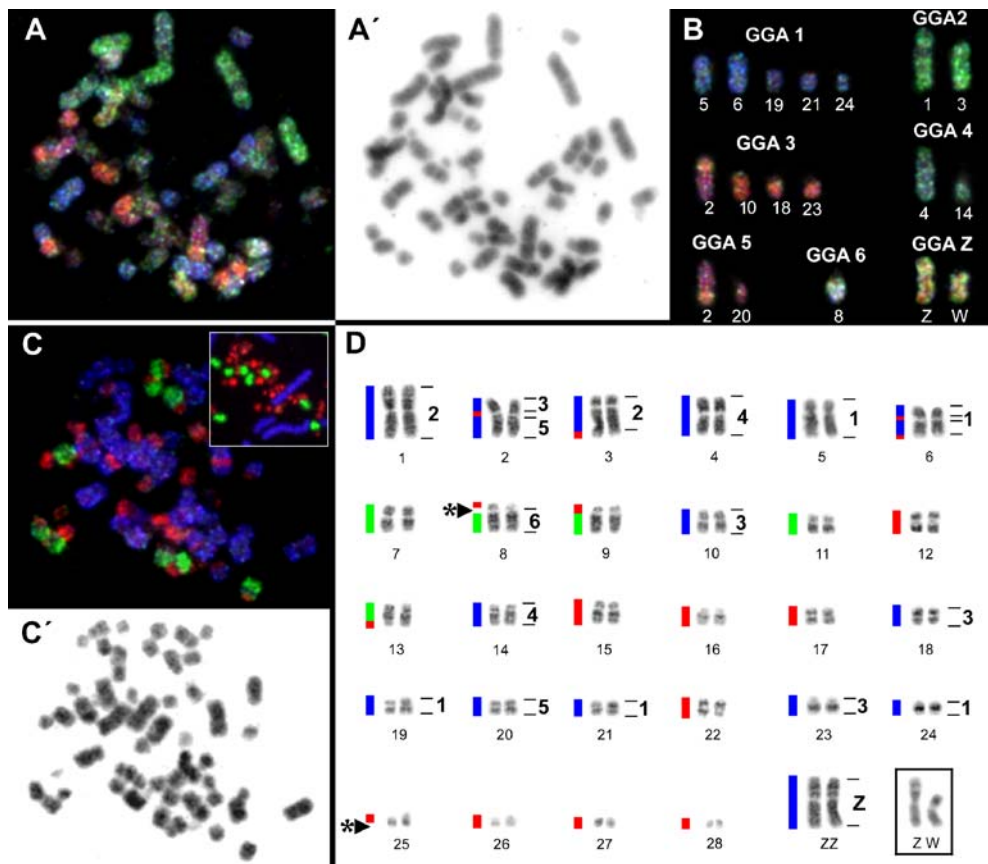 A
A´
B
GGA 1
GGA2
5 6 19 21 24
1 3
GGA 3
GGA 4
2 10 18 23
4 14
GGA 5
GGA 6
GGA Z
2 20
8
Z W
C
D
2
3
5
2
4
1
1
1 2 3 4 5 6
*
6
3
7 8 9 10 11 12
4
3
13 14 15 16 17 18
C´
1
5
1
3
1
19 20 21 22 23 24
Z
*
25 26 27 28 ZZ Z W